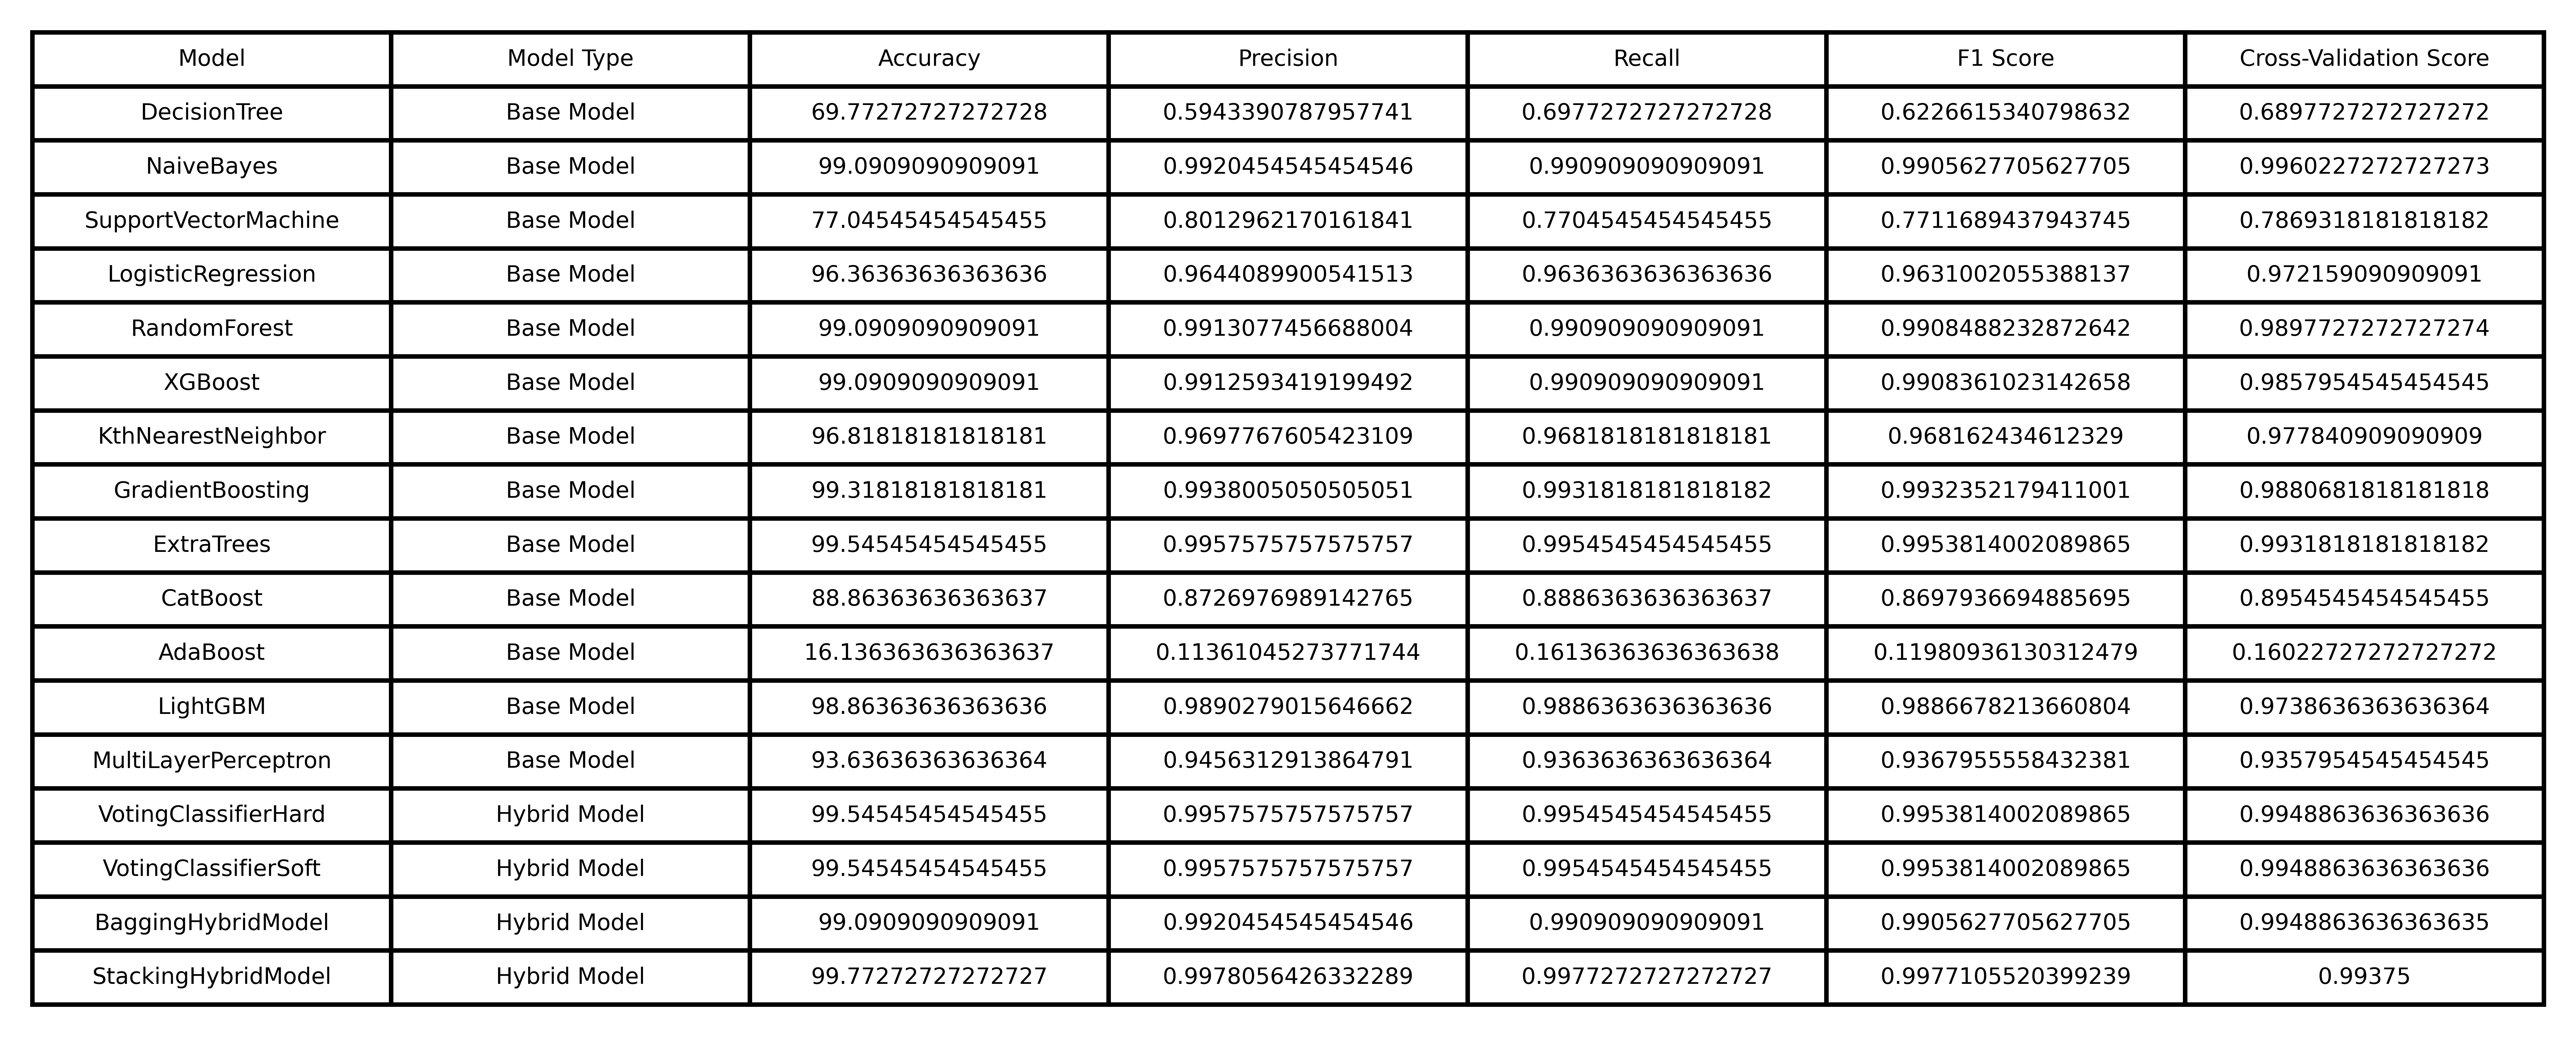 Model Model Type Accuracy Precision Recall F1 Score Cross-Validation Score
DecisionTree Base Model 69.77272727272728 0.5943390787957741 0.6977272727272728 0.6226615340798632 0.6897727272727272
NaiveBayes Base Model 99.0909090909091 0.9920454545454546 0.990909090909091 0.9905627705627705 0.9960227272727273
SupportVectorMachine Base Model 77.04545454545455 0.8012962170161841 0.7704545454545455 0.7711689437943745 0.7869318181818182
LogisticRegression Base Model 96.36363636363636 0.9644089900541513 0.9636363636363636 0.9631002055388137 0.972159090909091
RandomForest Base Model 99.0909090909091 0.9913077456688004 0.990909090909091 0.9908488232872642 0.9897727272727274
XGBoost Base Model 99.0909090909091 0.9912593419199492 0.990909090909091 0.9908361023142658 0.9857954545454545
KthNearestNeighbor Base Model 96.81818181818181 0.9697767605423109 0.9681818181818181 0.968162434612329 0.977840909090909
GradientBoosting Base Model 99.31818181818181 0.9938005050505051 0.9931818181818182 0.9932352179411001 0.9880681818181818
ExtraTrees Base Model 99.54545454545455 0.9957575757575757 0.9954545454545455 0.9953814002089865 0.9931818181818182
CatBoost Base Model 88.86363636363637 0.8726976989142765 0.8886363636363637 0.8697936694885695 0.8954545454545455
AdaBoost Base Model 16.136363636363637 0.11361045273771744 0.16136363636363638 0.11980936130312479 0.16022727272727272
LightGBM Base Model 98.86363636363636 0.9890279015646662 0.9886363636363636 0.9886678213660804 0.9738636363636364
MultiLayerPerceptron Base Model 93.63636363636364 0.9456312913864791 0.9363636363636364 0.9367955558432381 0.9357954545454545
VotingClassifierHard Hybrid Model 99.54545454545455 0.9957575757575757 0.9954545454545455 0.9953814002089865 0.9948863636363636
VotingClassifierSoft Hybrid Model 99.54545454545455 0.9957575757575757 0.9954545454545455 0.9953814002089865 0.9948863636363636
BaggingHybridModel Hybrid Model 99.0909090909091 0.9920454545454546 0.990909090909091 0.9905627705627705 0.9948863636363635
StackingHybridModel Hybrid Model 99.77272727272727 0.9978056426332289 0.9977272727272727 0.9977105520399239 0.99375